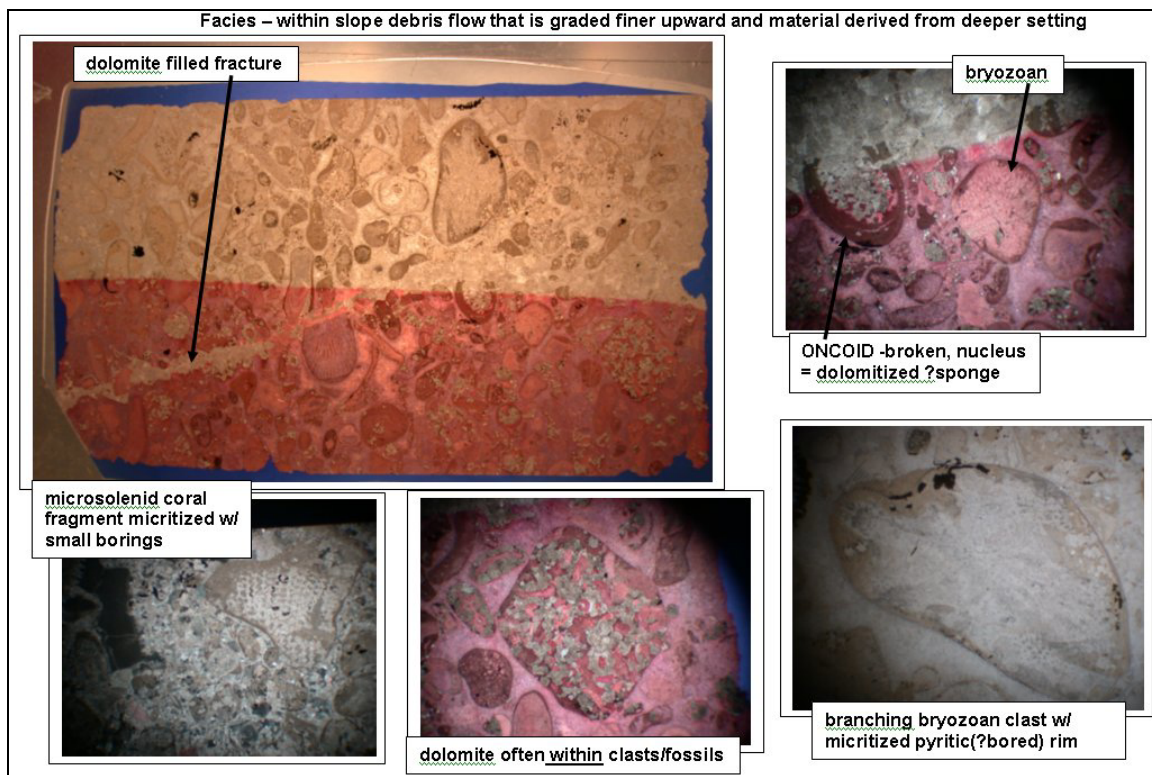 Facies – within slope debris flow that is graded finer upward and material derived from deeper setting
dolomite filled fracture
bryozoan
ONCOID -broken, nucleus
= dolomitized ?sponge
microsolenid coral
fragment micritized w/
small borings
dolomite often within clasts/fossils
branching bryozoan clast w/
micritized pyritic(?bored) rim